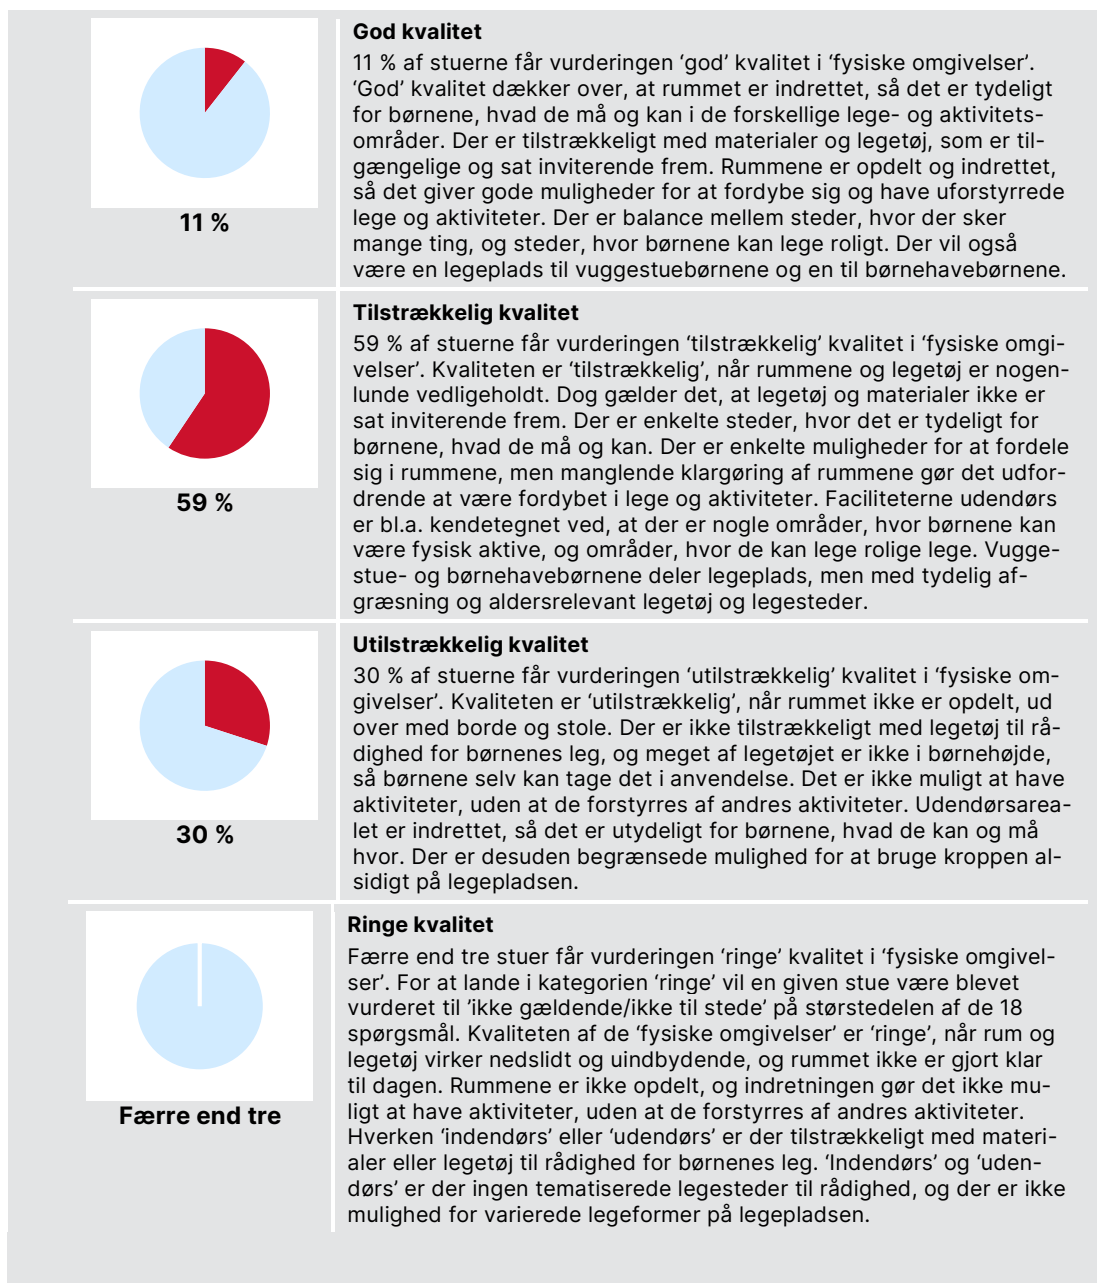 God kvalitet
11 % af stuerne får vurderingen ‘god’ kvalitet i ‘fysiske omgivelser’.
‘God’ kvalitet dækker over, at rummet er indrettet, så det er tydeligt
for børnene, hvad de må og kan i de forskellige lege- og aktivitets-
områder. Der er tilstrækkeligt med materialer og legetøj, som er til-
gængelige og sat inviterende frem. Rummene er opdelt og indrettet,
så det giver gode muligheder for at fordybe sig og have uforstyrrede
lege og aktiviteter. Der er balance mellem steder, hvor der sker
mange ting, og steder, hvor børnene kan lege roligt. Der vil også
være en legeplads til vuggestuebørnene og en til børnehavebørnene.
11 %
Tilstrækkelig kvalitet
59 % af stuerne får vurderingen ‘tilstrækkelig’ kvalitet i ‘fysiske omgi-
velser’. Kvaliteten er ‘tilstrækkelig’, når rummene og legetøj er nogen-
lunde vedligeholdt. Dog gælder det, at legetøj og materialer ikke er
sat inviterende frem. Der er enkelte steder, hvor det er tydeligt for
børnene, hvad de må og kan. Der er enkelte muligheder for at fordele
sig i rummene, men manglende klargøring af rummene gør det udfor-
drende at være fordybet i lege og aktiviteter. Faciliteterne udendørs
er bl.a. kendetegnet ved, at der er nogle områder, hvor børnene kan
være fysisk aktive, og områder, hvor de kan lege rolige lege. Vugge-
stue- og børnehavebørnene deler legeplads, men med tydelig af-
græsning og aldersrelevant legetøj og legesteder.
59 %
Utilstrækkelig kvalitet
30 % af stuerne får vurderingen ‘utilstrækkelig’ kvalitet i ‘fysiske om-
givelser’. Kvaliteten er ‘utilstrækkelig’, når rummet ikke er opdelt, ud
over med borde og stole. Der er ikke tilstrækkeligt med legetøj til rå-
dighed for børnenes leg, og meget af legetøjet er ikke i børnehøjde,
så børnene selv kan tage det i anvendelse. Det er ikke muligt at have
aktiviteter, uden at de forstyrres af andres aktiviteter. Udendørsarea-
let er indrettet, så det er utydeligt for børnene, hvad de kan og må
hvor. Der er desuden begrænsede mulighed for at bruge kroppen al-
sidigt på legepladsen.
30 %
Ringe kvalitet
Færre end tre stuer får vurderingen ‘ringe’ kvalitet i ‘fysiske omgivel-
ser’. For at lande i kategorien ‘ringe’ vil en given stue være blevet
vurderet til ’ikke gældende/ikke til stede’ på størstedelen af de 18
spørgsmål. Kvaliteten af de ‘fysiske omgivelser’ er ‘ringe’, når rum og
legetøj virker nedslidt og uindbydende, og rummet ikke er gjort klar
til dagen. Rummene er ikke opdelt, og indretningen gør det ikke mu-
ligt at have aktiviteter, uden at de forstyrres af andres aktiviteter.
Hverken ‘indendørs’ eller ‘udendørs’ er der tilstrækkeligt med materi-
aler eller legetøj til rådighed for børnenes leg. ‘Indendørs’ og ‘uden-
dørs’ er der ingen tematiserede legesteder til rådighed, og der er ikke
mulighed for varierede legeformer på legepladsen.
Færre end tre